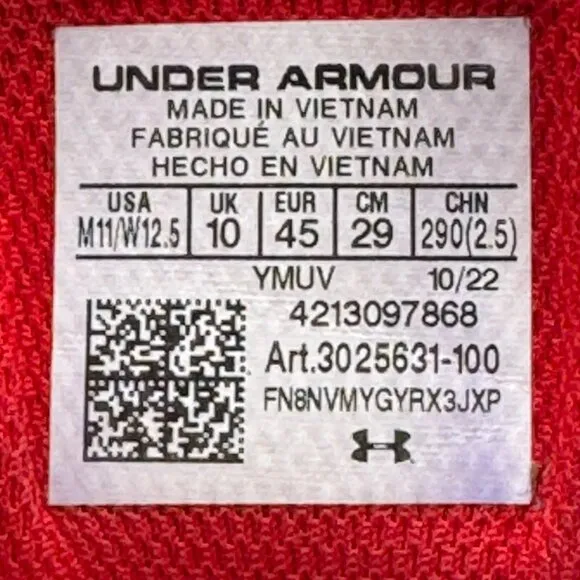 UNDER ARMOUR
MADE IN VIETNAM
FABRIQUÉ AU VIETNAM
HECHO EN VIETNAM
USA UK EUR CM CHN
M11/W12.5 10 45 29 290(2.5)
YMUV 10/22
4213097868
Art.3025631-100
FN8NVMYGYRX3JXP